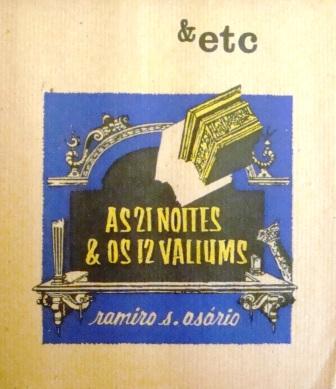 & etc
AS 21 NOITES
& OS 12 VALIUMS
ramiro s. osório